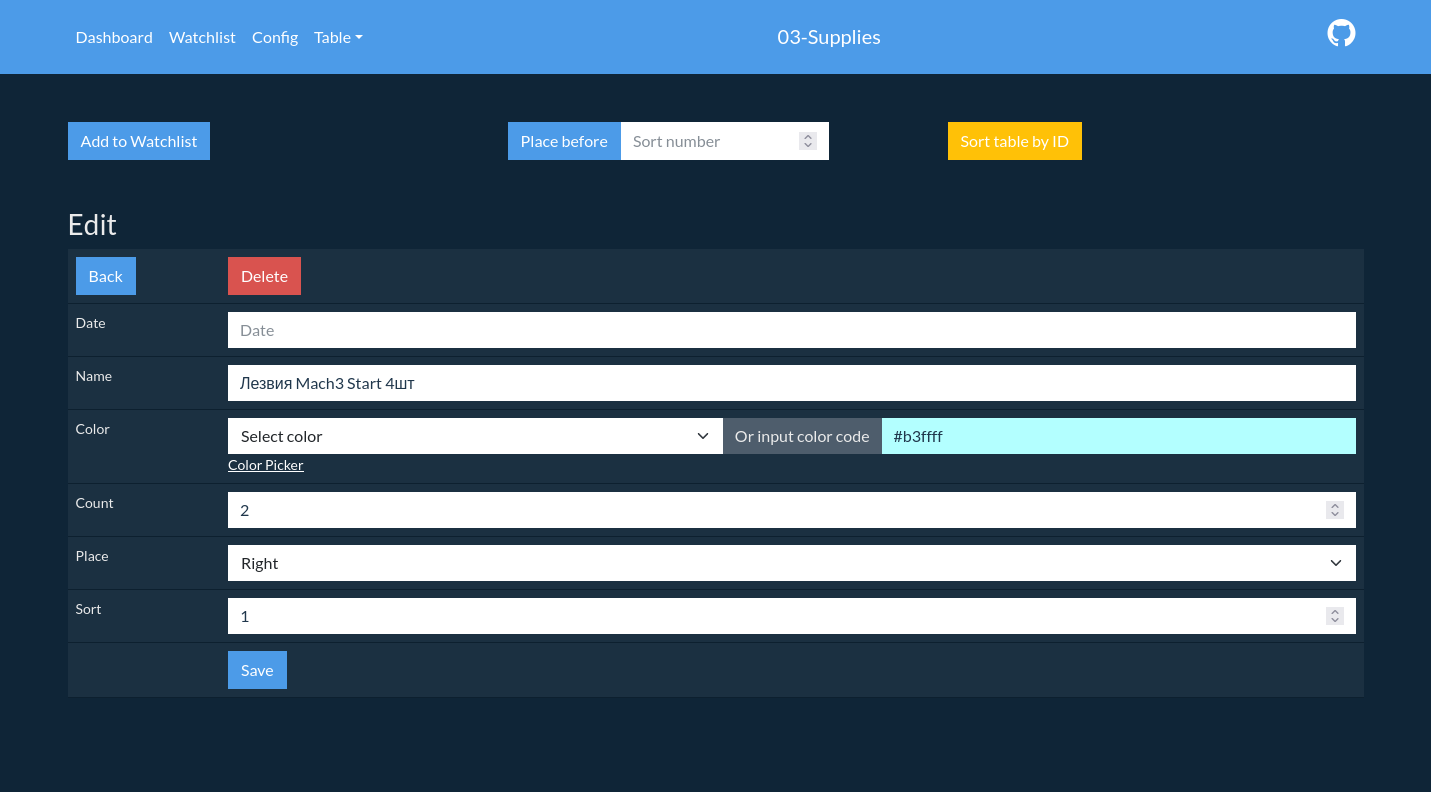 Dashboard Watchlist Config Table 03-Supplies
Add to Watchlist Place before Sort number Sort table by ID
Edit
Back Delete
Date Date
Name Лезвия Mach3 Start 4шт
Color Select color Or input color code #b3ffff
Color Picker
Count 2
Place Right
Sort 1
Save